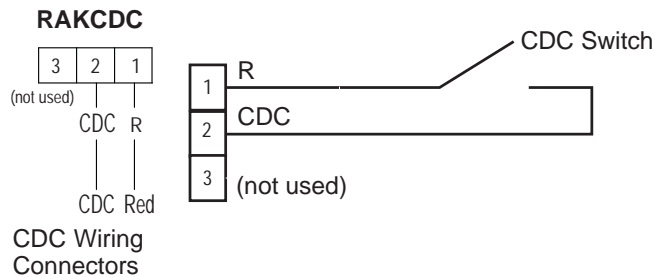 RAKCDC
3 2 1
(not used)
CDC R
CDC Red
CDC Wiring
Connectors
CDC Switch
1 R
2 CDC
3 (not used)